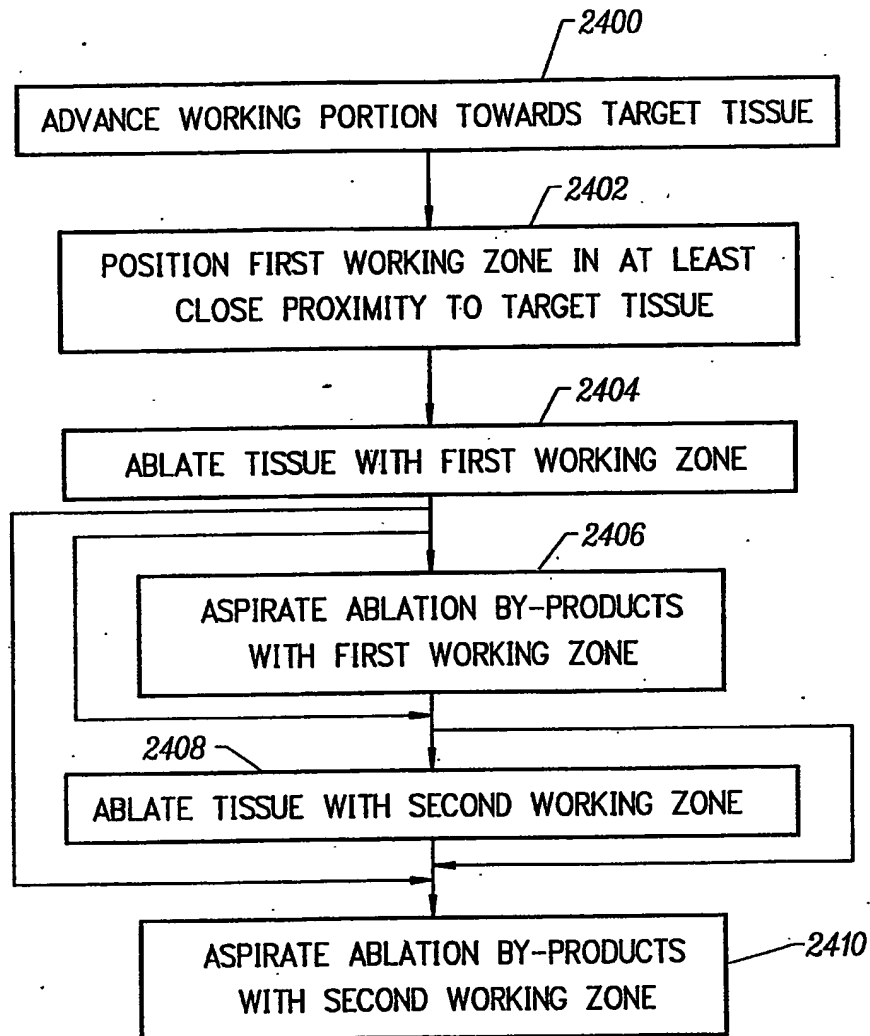 2400
ADVANCE WORKING PORTION TOWARDS TARGET TISSUE
2402
POSITION FIRST WORKING ZONE IN AT LEAST
CLOSE PROXIMITY TO TARGET TISSUE
2404
ABLATE TISSUE WITH FIRST WORKING ZONE
2406
ASPIRATE ABLATION BY-PRODUCTS
WITH FIRST WORKING ZONE
2408
ABLATE TISSUE WITH SECOND WORKING ZONE
2410
ASPIRATE ABLATION BY-PRODUCTS
WITH SECOND WORKING ZONE